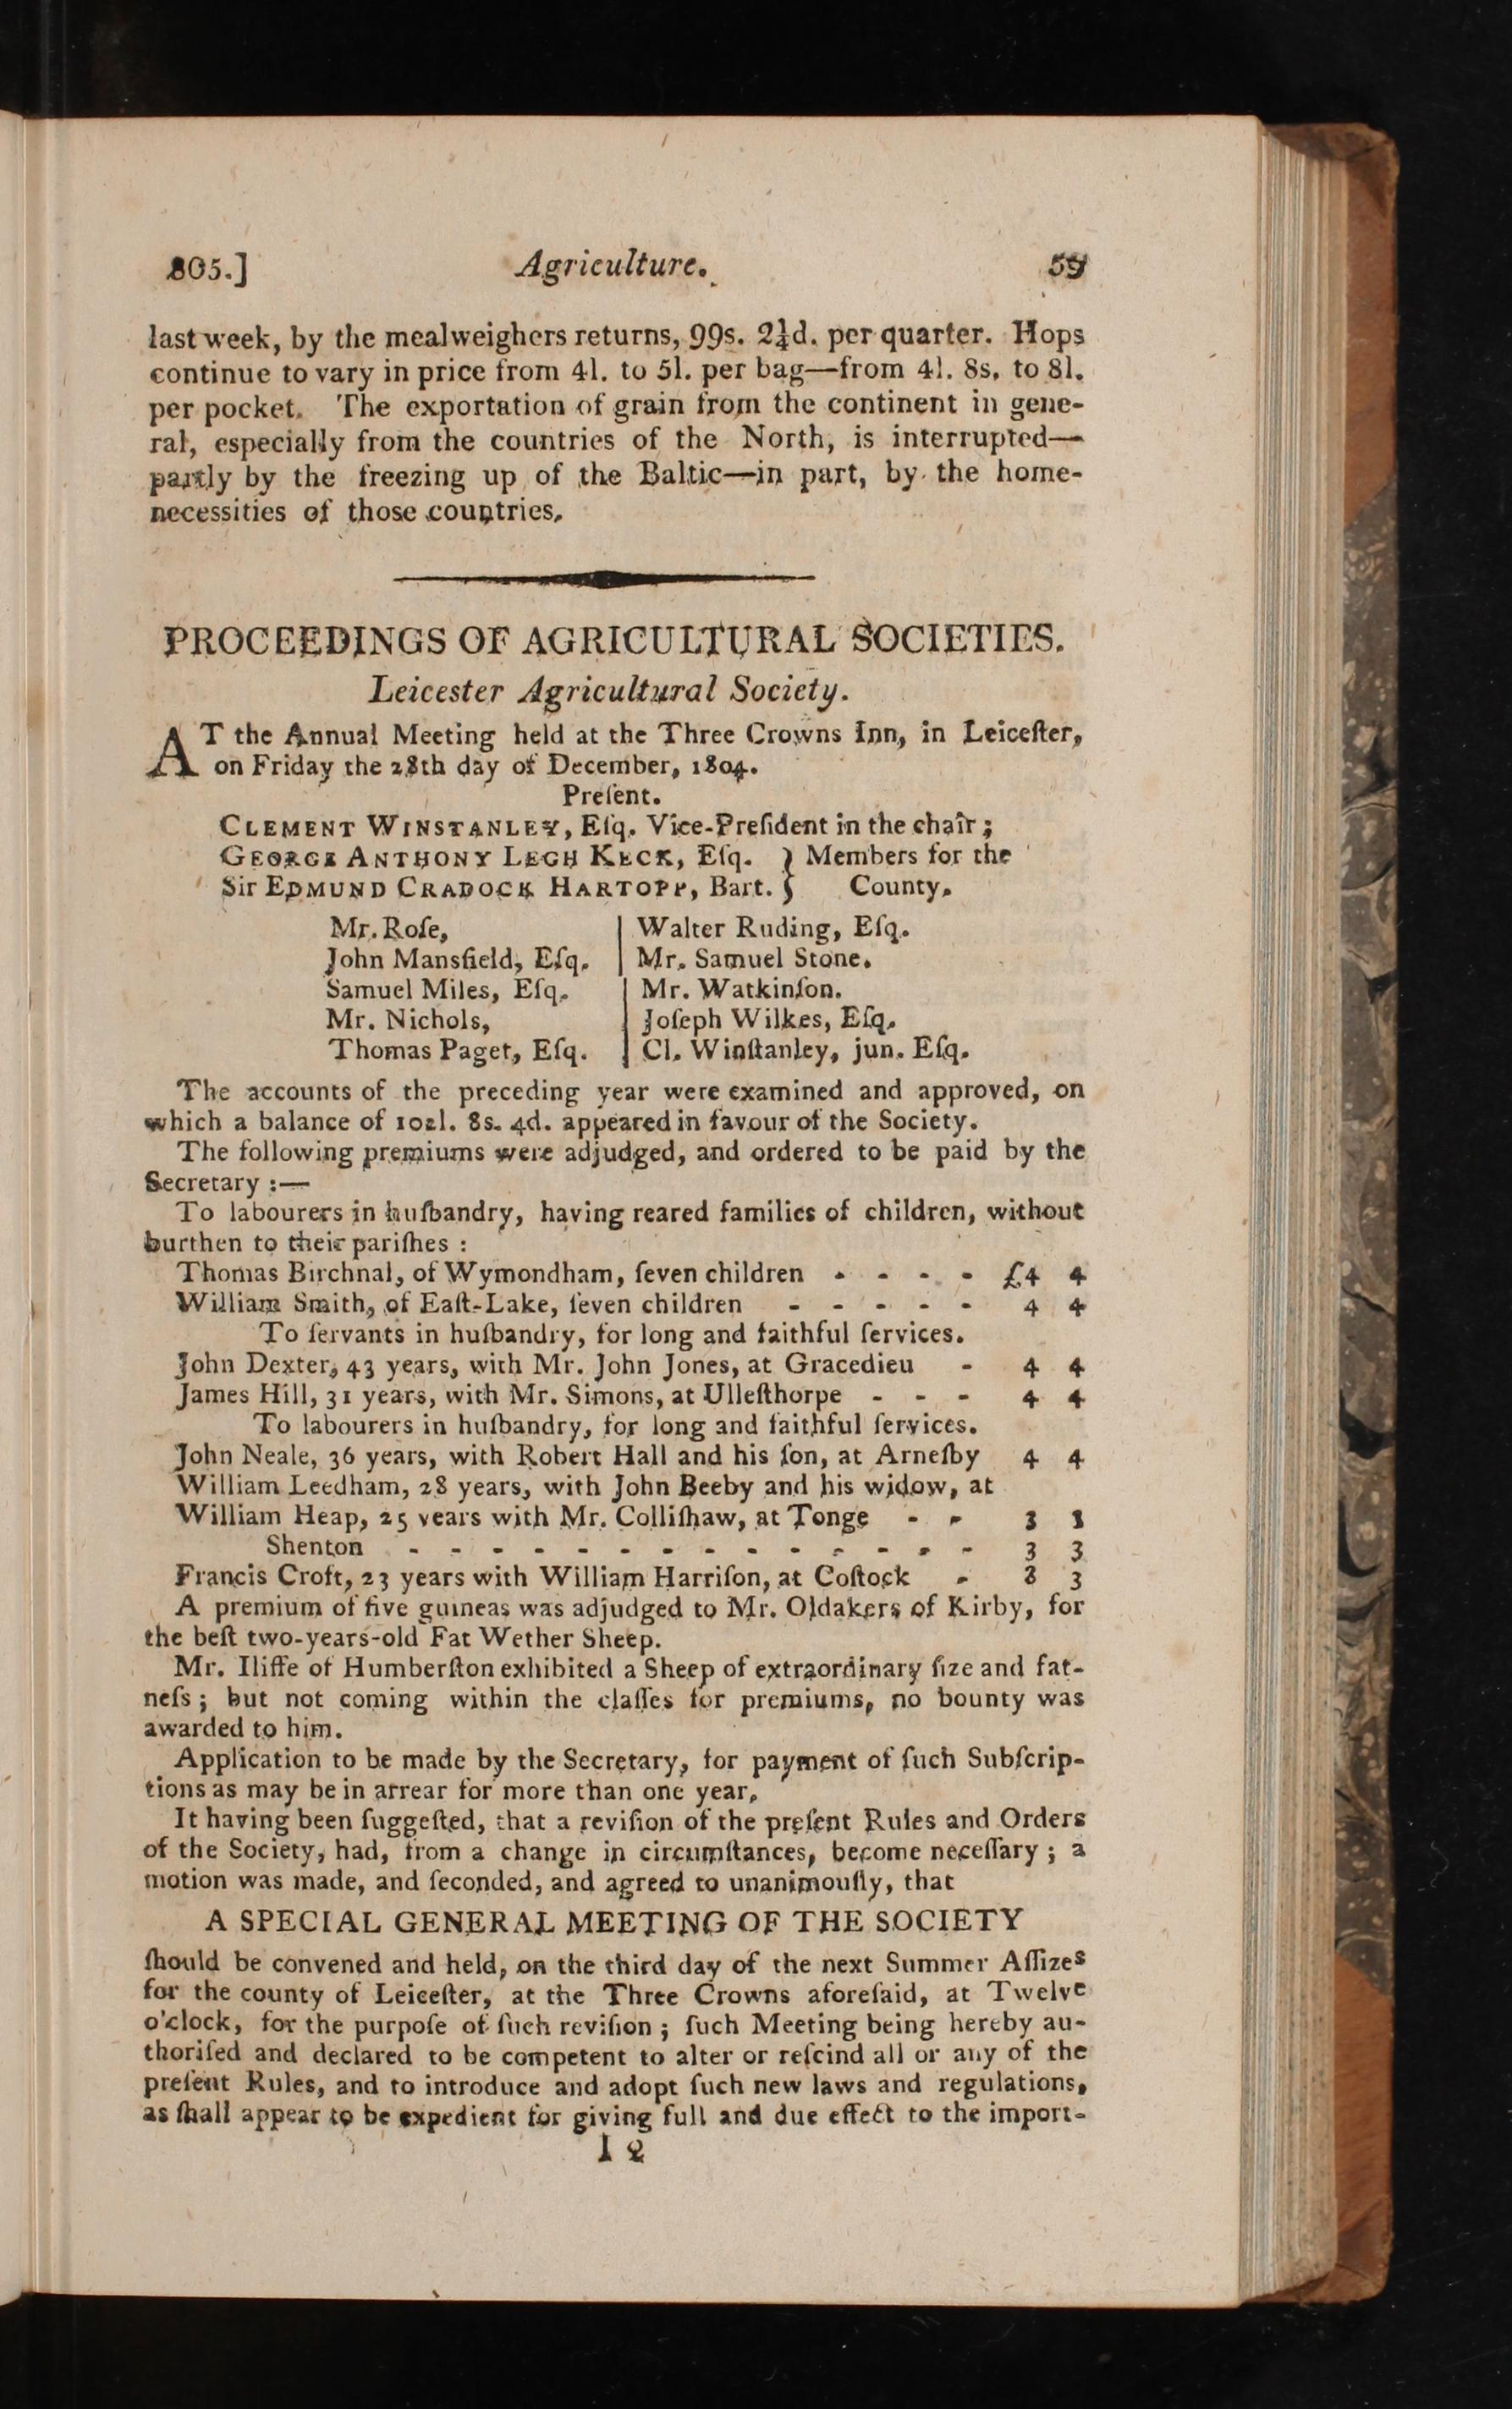 805.] Agriculture. 59
last week, by the mealweighers returns, 99s. 2¼d. per quarter. Hops
continue to vary in price from 4l. to 5l. per bag—from 4l. 8s. to 8l.
per pocket. The exportation of grain from the continent in gene-
ral, especially from the countries of the North, is interrupted—
partly by the freezing up of the Baltic—in part, by the home-
necessities of those countries,
PROCEEDINGS OF AGRICULTURAL SOCIETIES.
Leicester Agricultural Society.
AT the Annual Meeting held at the Three Crowns Inn, in Leiceſter,
on Friday the 28th day of December, 1804.
Preſent.
CLEMENT WINSTANLEY, Eſq. Vice-Preſident in the chair;
GEORGE ANTHONY LEGH KECK, Eſq. } Members for the
Sir EDMUND CRADOCK HARTOPP, Bart. } County.
Mr. Roſe, | Walter Ruding, Eſq.
John Mansfield, Eſq. | Mr. Samuel Stone.
Samuel Miles, Eſq. | Mr. Watkinſon.
Mr. Nichols, | Joſeph Wilkes, Eſq.
Thomas Paget, Eſq. | Cl. Winſtanley, jun. Eſq.
The accounts of the preceding year were examined and approved, on
which a balance of 102l. 8s. 4d. appeared in favour of the Society.
The following premiums were adjudged, and ordered to be paid by the
Secretary :—
To labourers in huſbandry, having reared families of children, without
burthen to their pariſhes :
Thomas Birchnal, of Wymondham, ſeven children - - - - £4 4
William Smith, of Eaſt-Lake, ſeven children - - - - - 4 4
To ſervants in huſbandry, for long and faithful ſervices.
John Dexter, 43 years, with Mr. John Jones, at Gracedieu - 4 4
James Hill, 31 years, with Mr. Simons, at Ulleſthorpe - - - 4 4
To labourers in huſbandry, for long and faithful ſervices.
John Neale, 36 years, with Robert Hall and his ſon, at Arneſby 4 4
William Leedham, 28 years, with John Beeby and his widow, at
William Heap, 25 years with Mr. Colliſhaw, at Tonge - - 3 3
Shenton - - - - - - - - - - - - - - 3 3
Francis Croft, 23 years with William Harriſon, at Coſtock - 3 3
A premium of five guineas was adjudged to Mr. Oldakers of Kirby, for
the beſt two-years-old Fat Wether Sheep.
Mr. Iliffe of Humberſton exhibited a Sheep of extraordinary ſize and fat-
neſs; but not coming within the claſſes for premiums, no bounty was
awarded to him.
Application to be made by the Secretary, for payment of ſuch Subſcrip-
tions as may be in arrear for more than one year,
It having been ſuggeſted, that a reviſion of the preſent Rules and Orders
of the Society, had, from a change in circumſtances, become neceſſary ; a
motion was made, and ſeconded, and agreed to unanimouſly, that
A SPECIAL GENERAL MEETING OF THE SOCIETY
ſhould be convened and held, on the third day of the next Summer Aſſizes
for the county of Leiceſter, at the Three Crowns aforeſaid, at Twelve
o'clock, for the purpoſe of ſuch reviſion ; ſuch Meeting being hereby au-
thoriſed and declared to be competent to alter or reſcind all or any of the
preſent Rules, and to introduce and adopt ſuch new laws and regulations,
as ſhall appear to be expedient for giving full and due effect to the import-
I 2